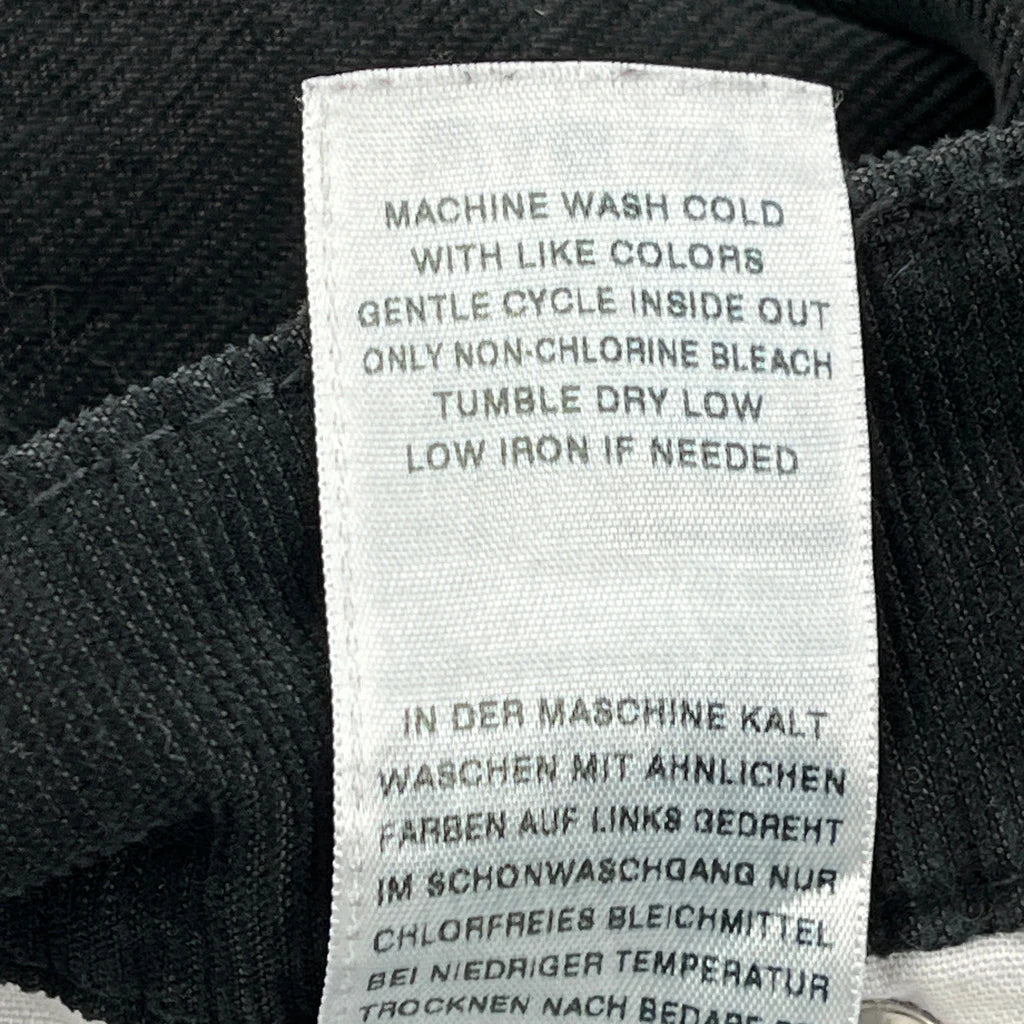 MACHINE WASH COLD
WITH LIKE COLORS
GENTLE CYCLE INSIDE OUT
ONLY NON-CHLORINE BLEACH
TUMBLE DRY LOW
LOW IRON IF NEEDED
IN DER MASCHINE KALT
WASCHEN MIT AHNLICHEN
FARBEN AUF LINKS GEDREHT
IM SCHONWASCHGANG NUR
CHLORFREIES BLEICHMITTEL
BEI NIEDRIGER TEMPERATUR
TROCKNEN NACH BEDARF